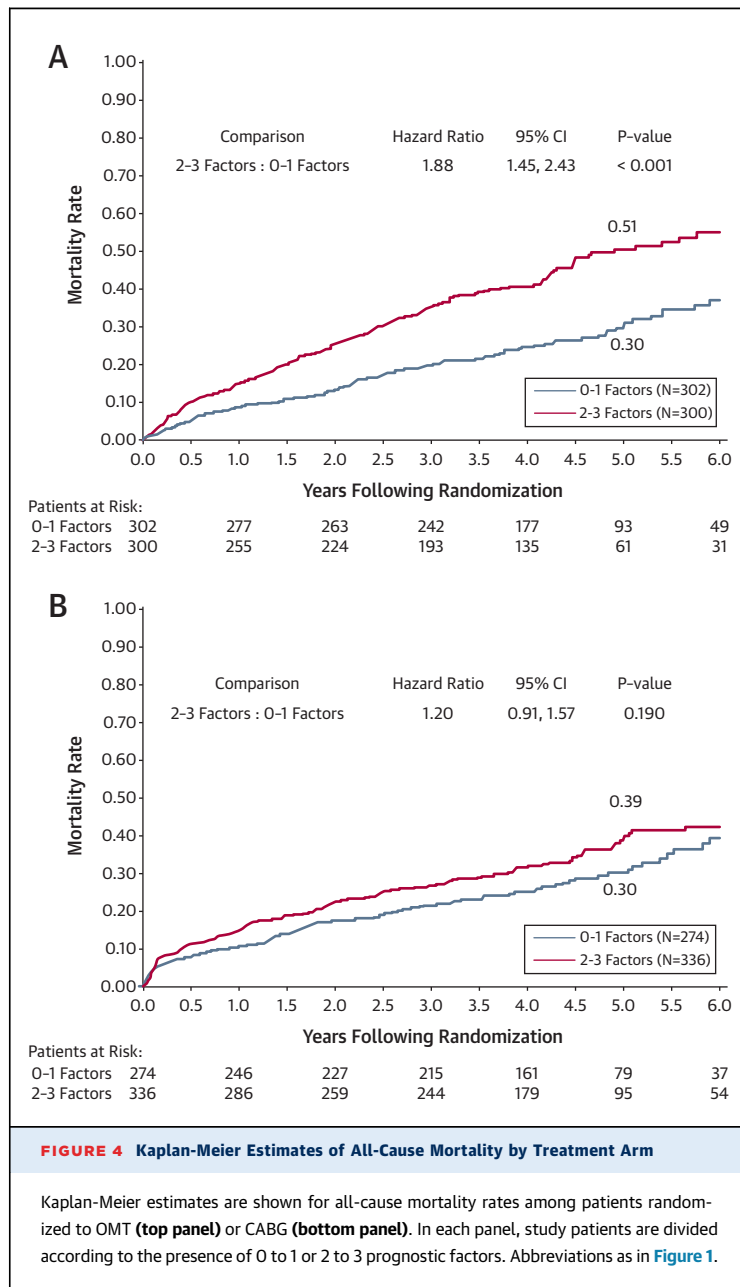 A
1.00
0.90
0.80
0.70
0.60
0.50
0.40
0.30
0.20
0.10
0.00
Mortality Rate
Comparison Hazard Ratio 95% CI P-value
2-3 Factors : 0-1 Factors 1.88 1.45, 2.43 < 0.001
0.51
0.30
0-1 Factors (N=302)
2-3 Factors (N=300)
0.0 0.5 1.0 1.5 2.0 2.5 3.0 3.5 4.0 4.5 5.0 5.5 6.0
Years Following Randomization
Patients at Risk:
0-1 Factors 302 277 263 242 177 93 49
2-3 Factors 300 255 224 193 135 61 31
B
1.00
0.90
0.80
0.70
0.60
0.50
0.40
0.30
0.20
0.10
0.00
Mortality Rate
Comparison Hazard Ratio 95% CI P-value
2-3 Factors : 0-1 Factors 1.20 0.91, 1.57 0.190
0.39
0.30
0-1 Factors (N=274)
2-3 Factors (N=336)
0.0 0.5 1.0 1.5 2.0 2.5 3.0 3.5 4.0 4.5 5.0 5.5 6.0
Years Following Randomization
Patients at Risk:
0-1 Factors 274 246 227 215 161 79 37
2-3 Factors 336 286 259 244 179 95 54
FIGURE 4 Kaplan-Meier Estimates of All-Cause Mortality by Treatment Arm
Kaplan-Meier estimates are shown for all-cause mortality rates among patients random-
ized to OMT (top panel) or CABG (bottom panel). In each panel, study patients are divided
according to the presence of 0 to 1 or 2 to 3 prognostic factors. Abbreviations as in Figure 1.